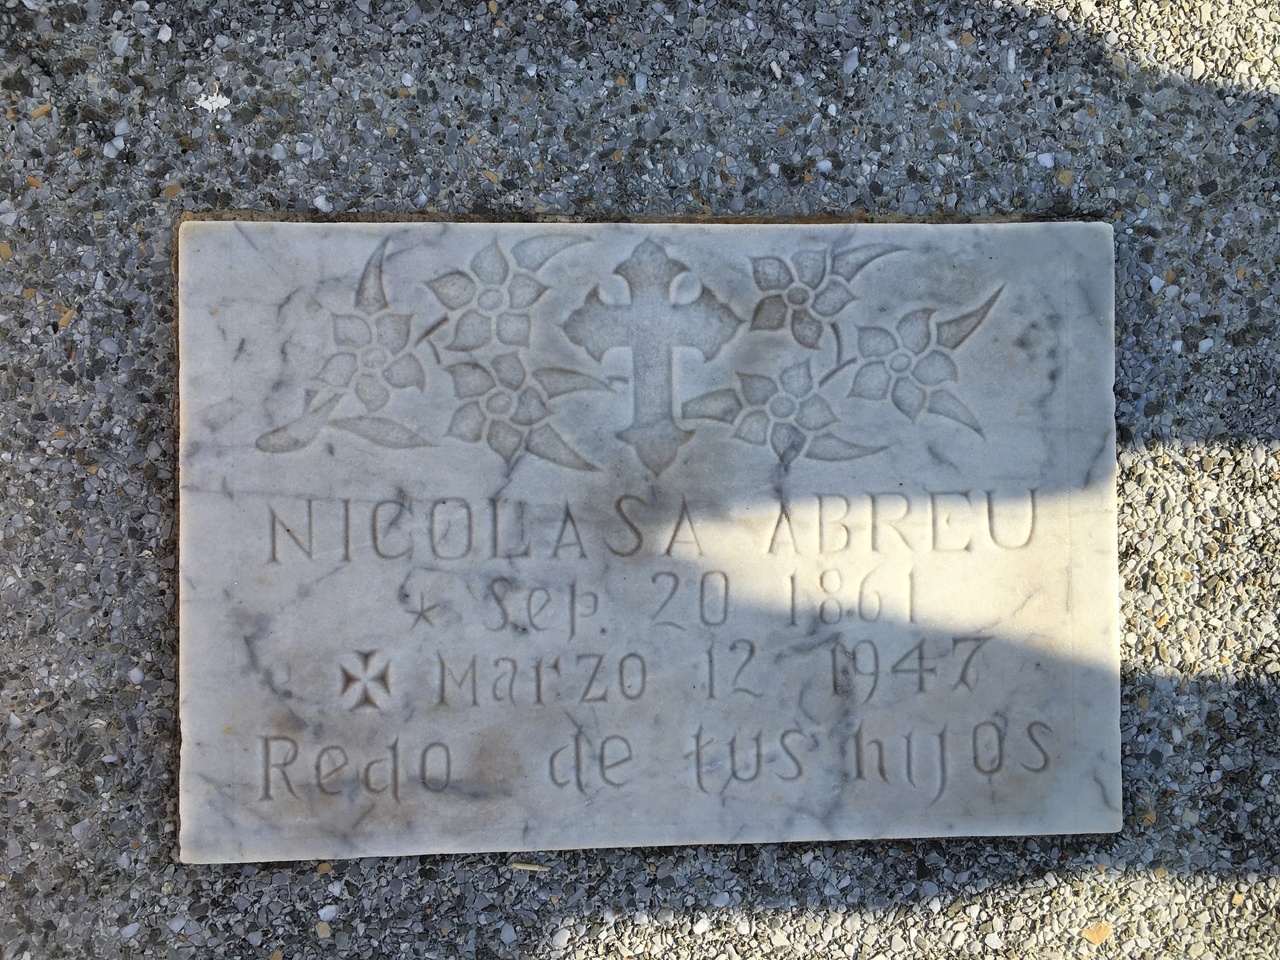 NICOLASA ABREU
★ Sep. 20 1861
✠ Marzo 12 1947
Redo de tus hijos